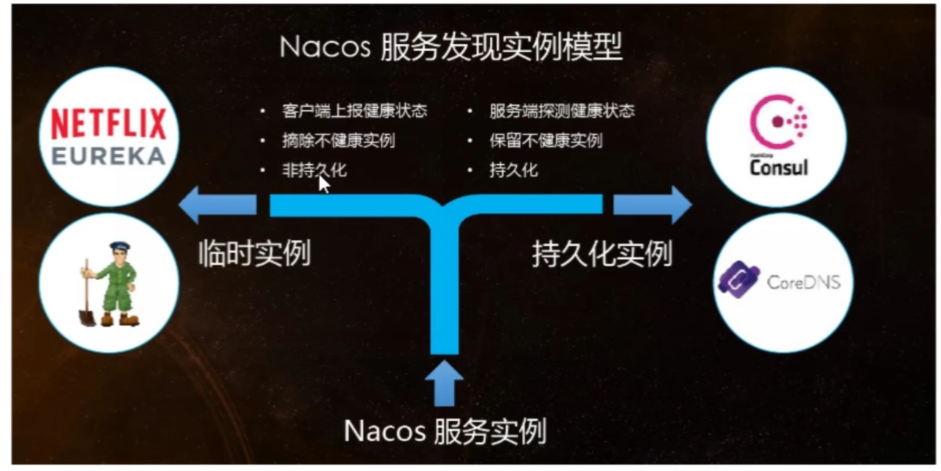 Nacos 服务发现实例模型
NETFLIX
EUREKA
• 客户端上报健康状态
• 摘除不健康实例
• 非持久化
• 服务端探测健康状态
• 保留不健康实例
• 持久化
HashiCorp
Consul
临时实例
持久化实例
CoreDNS
Nacos 服务实例